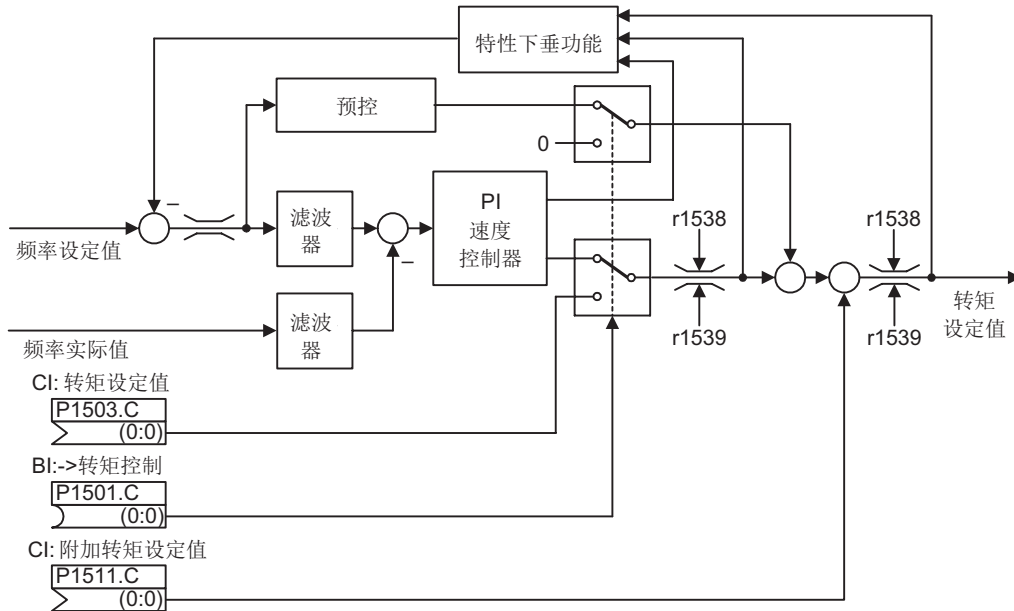 特性下垂功能
预控
0
–
频率设定值
滤波
器
–
PI
速度
控制器
r1538
r1539
r1538
r1539
转矩
设定值
频率实际值
滤波
器
CI: 转矩设定值
P1503.C
(0:0)
BI:->转矩控制
P1501.C
(0:0)
CI: 附加转矩设定值
P1511.C
(0:0)